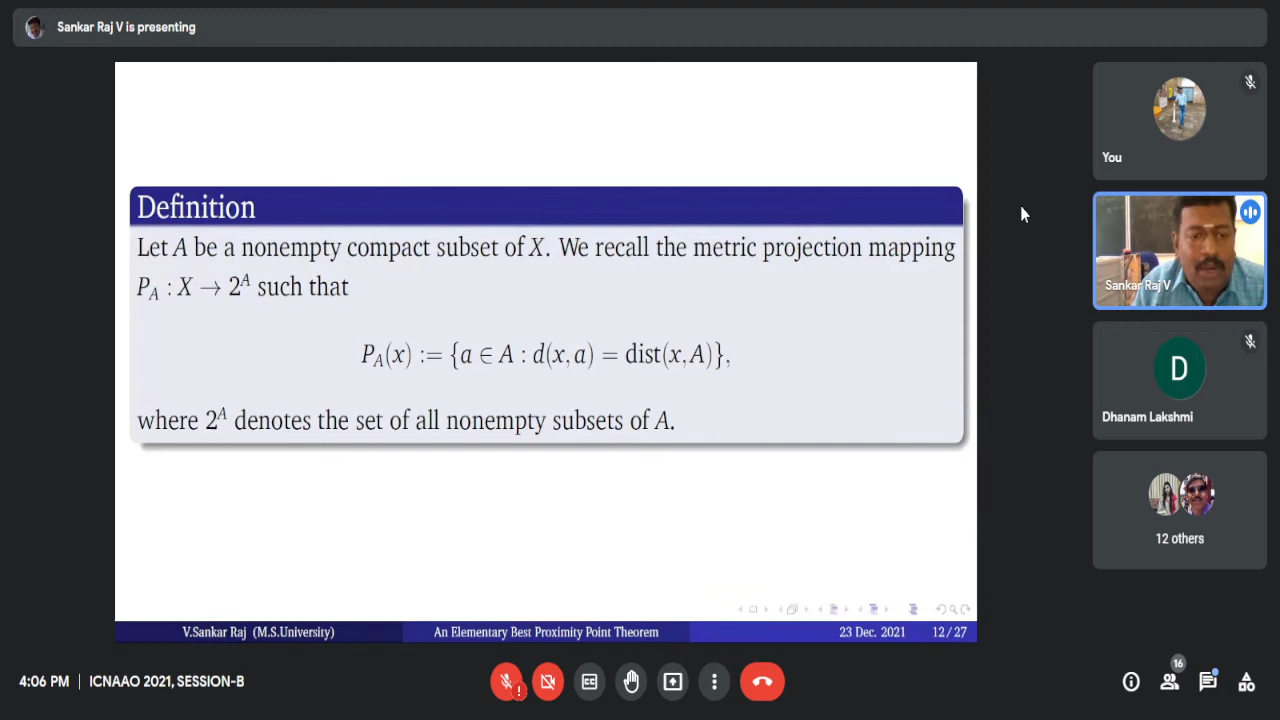 Sankar Raj V is presenting
Definition
Let A be a nonempty compact subset of X. We recall the metric projection mapping
P_A : X → 2^A such that
P_A(x) := {a ∈ A : d(x, a) = dist(x, A)},
where 2^A denotes the set of all nonempty subsets of A.
V.Sankar Raj (M.S.University) An Elementary Best Proximity Point Theorem 23 Dec. 2021 12 / 27
You
Sankar Raj V
D
Dhanam Lakshmi
12 others
4:06 PM | ICNAAO 2021, SESSION-B
16